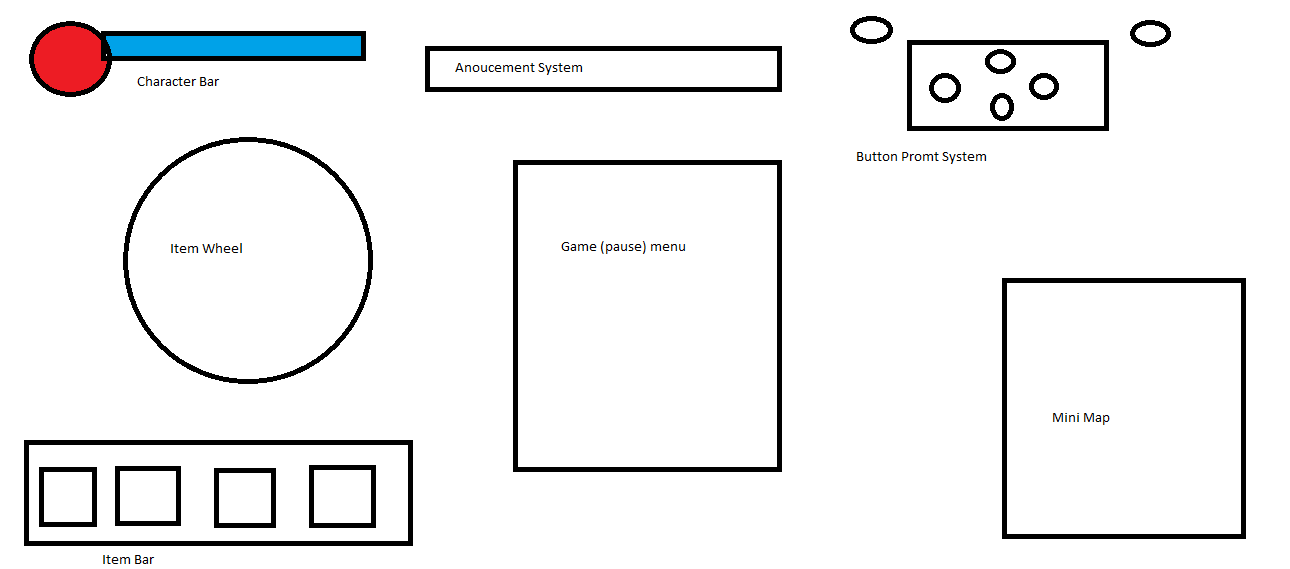 Character Bar
Anoucement System
Button Promt System
Item Wheel
Game (pause) menu
Mini Map
Item Bar